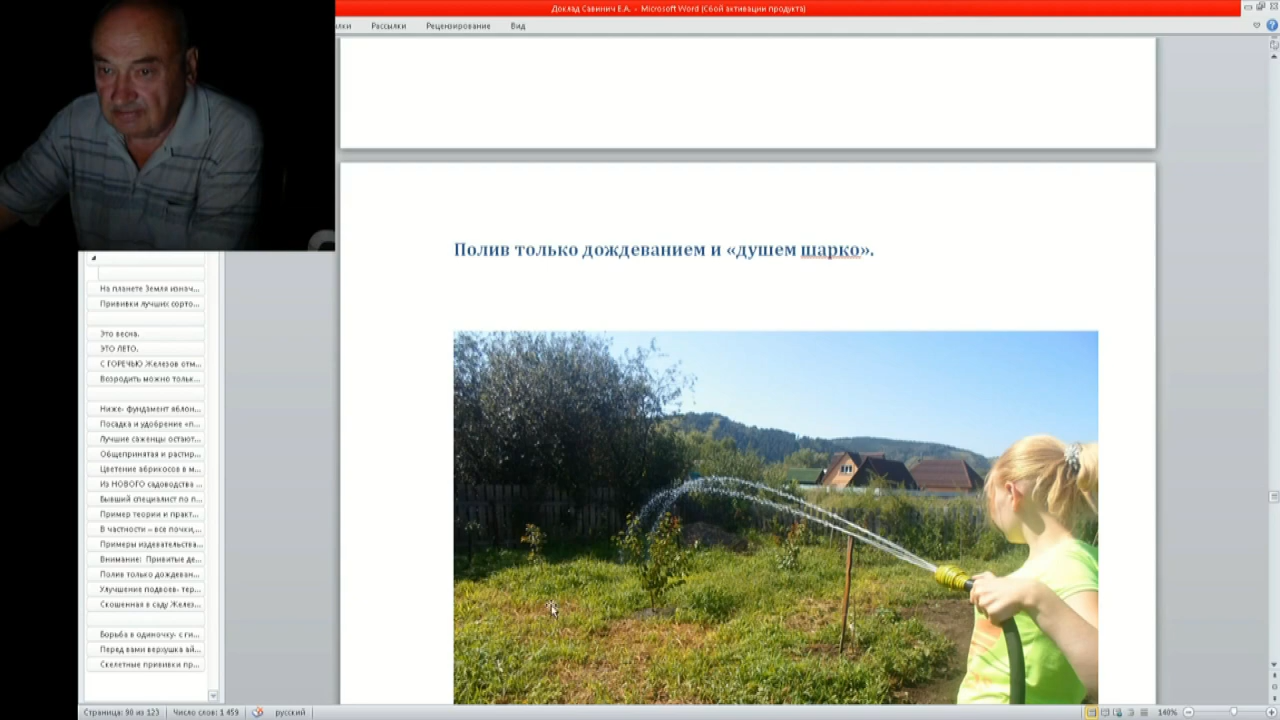 Доклад Савинич Е.А. - Microsoft Word (Сбой активации продукта)
Рассылки
Рецензирование
Вид
Полив только дождеванием и «душем шарко».
На планете Земля изнач...
Прививки лучших сорто...
Это весна.
ЭТО ЛЕТО.
С ГОРЕЧЬЮ Железов отм...
Возродить можно тольк...
Ниже- фундамент яблон...
Посадка и удобрение «п...
Лучшие саженцы остают...
Общепринятая и растир...
Цветение абрикосов в м...
Из НОВОГО садоводства ...
Бывший специалист по п...
Пример теории и практ...
В частности – все почки,...
Примеры издевательства...
Внимание: Привитые де...
Полив только дождеван...
Улучшение подвоев- тер...
Скошенная в саду Желез...
Борьба в одиночку- с ги...
Перед вами верхушка ай...
Скелетные прививки пр...
Страница: 90 из 123
Число слов: 1 459
русский
140%